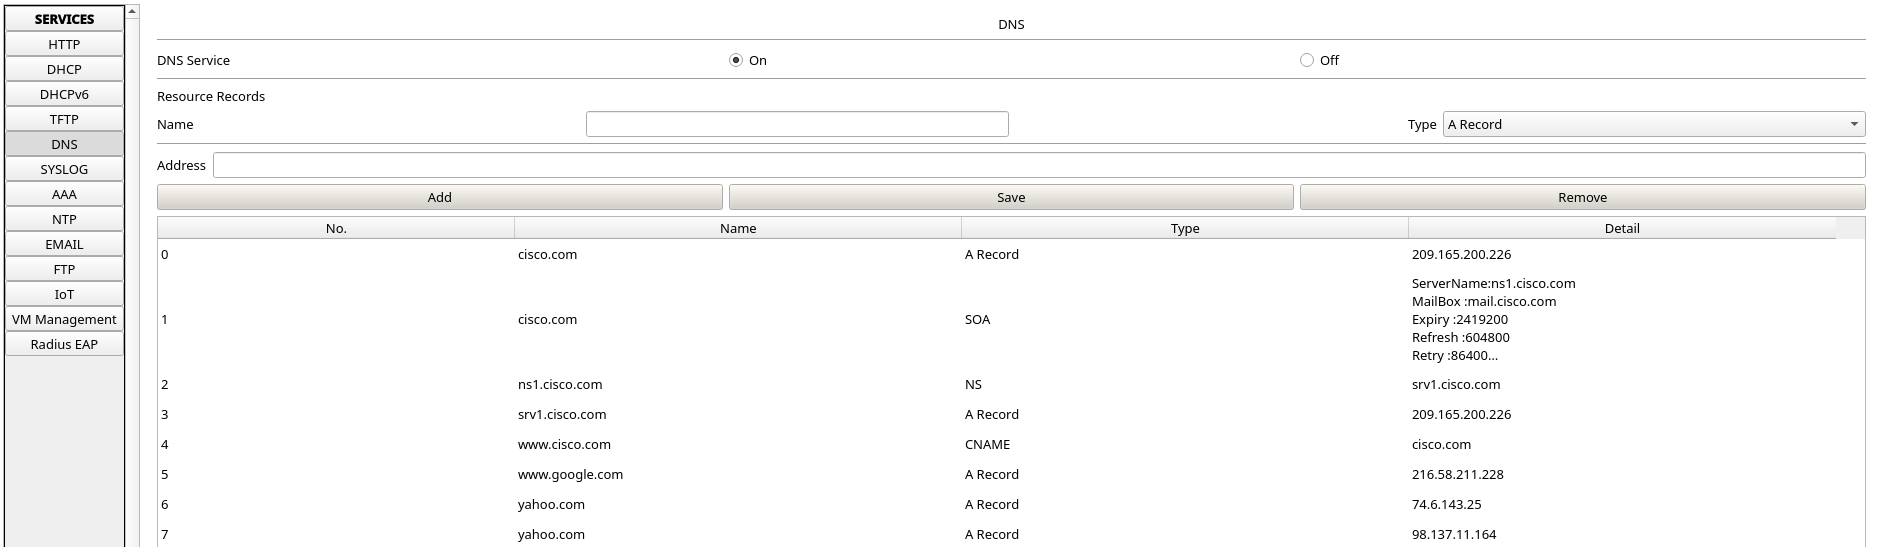 SERVICES
HTTP
DHCP
DHCPv6
TFTP
DNS
SYSLOG
AAA
NTP
EMAIL
FTP
IoT
VM Management
Radius EAP
DNS
DNS Service On Off
Resource Records
Name Type A Record
Address
Add Save Remove
No. Name Type Detail
0 cisco.com A Record 209.165.200.226
1 cisco.com SOA ServerName:ns1.cisco.com
MailBox :mail.cisco.com
Expiry :2419200
Refresh :604800
Retry :86400...
2 ns1.cisco.com NS srv1.cisco.com
3 srv1.cisco.com A Record 209.165.200.226
4 www.cisco.com CNAME cisco.com
5 www.google.com A Record 216.58.211.228
6 yahoo.com A Record 74.6.143.25
7 yahoo.com A Record 98.137.11.164